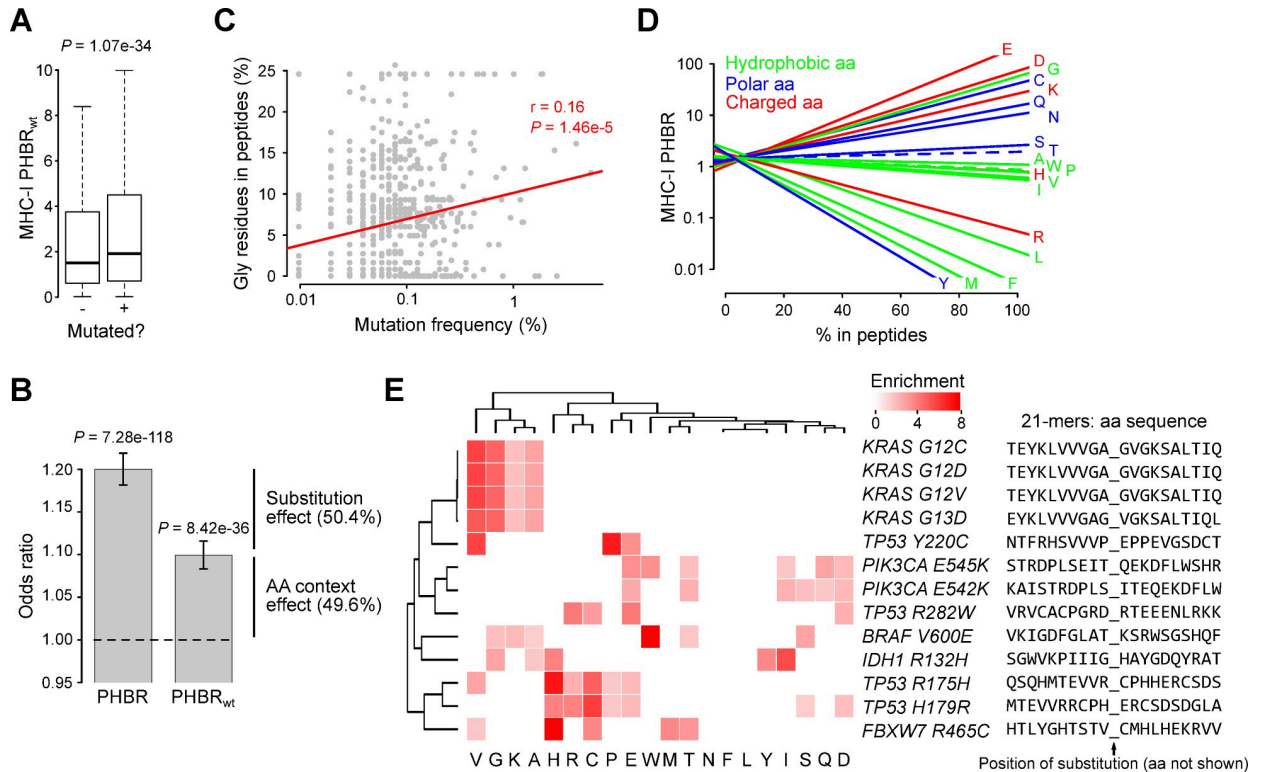 A
P = 1.07e-34
MHC-I PHBRwt
10
8
6
4
2
0
-
+
Mutated?
C
Gly residues in peptides (%)
25
20
15
10
5
0
r = 0.16
P = 1.46e-5
0.01
0.1
1
Mutation frequency (%)
D
Hydrophobic aa
Polar aa
Charged aa
MHC-I PHBR
100
10
1
0.1
0.01
E
D
G
C
K
Q
N
S
T
A
W
P
H
V
I
R
L
Y
M
F
0
20
40
60
80
100
% in peptides
B
P = 7.28e-118
P = 8.42e-36
Odds ratio
1.20
1.15
1.10
1.05
1.00
0.95
PHBR
PHBRwt
Substitution
effect (50.4%)
AA context
effect (49.6%)
E
Enrichment
0
4
8
21-mers: aa sequence
KRAS G12C TEYKLVVVGA_GVGKSALTIQ
KRAS G12D TEYKLVVVGA_GVGKSALTIQ
KRAS G12V TEYKLVVVGA_GVGKSALTIQ
KRAS G13D EYKLVVVGAG_VGKSALTIQL
TP53 Y220C NTFRHSVVVP_EPPEVGSDCT
PIK3CA E545K STRDPLSEIT_QEKDFLWSHR
PIK3CA E542K KAISTRDPLS_ITEQEKDFLW
TP53 R282W VRVCACPGRD_RTEEENLRKK
BRAF V600E VKIGDFGLAT_KSRWSGSHQF
IDH1 R132H SGWVKPIIIG_HAYGDQYRAT
TP53 R175H QSQHMTEVVR_CPHHERCSDS
TP53 H179R MTEVVRRCPH_ERCSDSDGLA
FBXW7 R465C HTLYGHTSTV_CMHLHEKRVV
V G K A H R C P E W M T N F L Y I S Q D
Position of substitution (aa not shown)